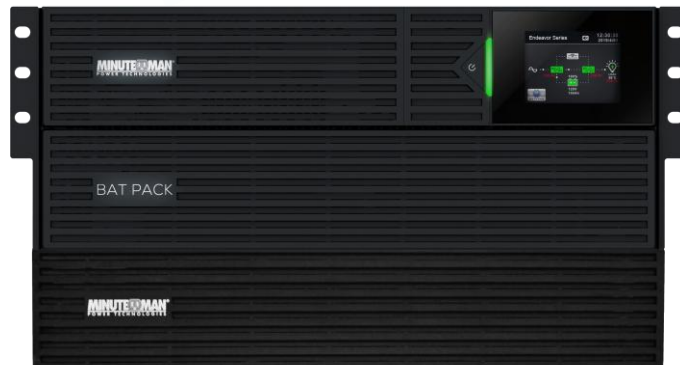 MINUTEMAN®
POWER TECHNOLOGIES
Endeavor Series
BAT PACK
MINUTEMAN®
POWER TECHNOLOGIES